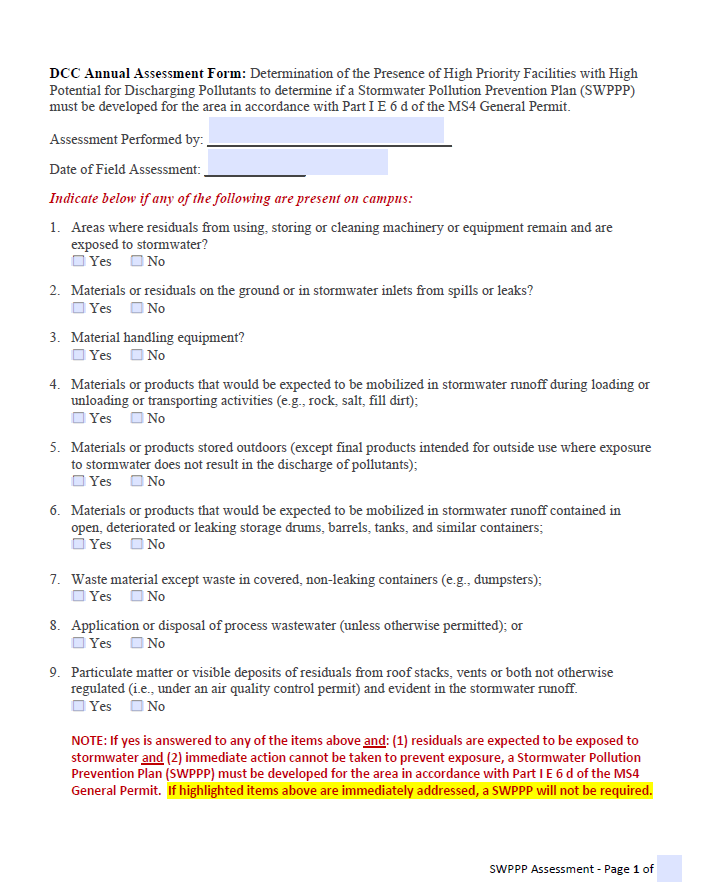 DCC Annual Assessment Form: Determination of the Presence of High Priority Facilities with High
Potential for Discharging Pollutants to determine if a Stormwater Pollution Prevention Plan (SWPPP)
must be developed for the area in accordance with Part I E 6 d of the MS4 General Permit.
Assessment Performed by:
Date of Field Assessment:
Indicate below if any of the following are present on campus:
1. Areas where residuals from using, storing or cleaning machinery or equipment remain and are
exposed to stormwater?
Yes No
2. Materials or residuals on the ground or in stormwater inlets from spills or leaks?
Yes No
3. Material handling equipment?
Yes No
4. Materials or products that would be expected to be mobilized in stormwater runoff during loading or
unloading or transporting activities (e.g., rock, salt, fill dirt);
Yes No
5. Materials or products stored outdoors (except final products intended for outside use where exposure
to stormwater does not result in the discharge of pollutants);
Yes No
6. Materials or products that would be expected to be mobilized in stormwater runoff contained in
open, deteriorated or leaking storage drums, barrels, tanks, and similar containers;
Yes No
7. Waste material except waste in covered, non-leaking containers (e.g., dumpsters);
Yes No
8. Application or disposal of process wastewater (unless otherwise permitted); or
Yes No
9. Particulate matter or visible deposits of residuals from roof stacks, vents or both not otherwise
regulated (i.e., under an air quality control permit) and evident in the stormwater runoff.
Yes No
NOTE: If yes is answered to any of the items above and: (1) residuals are expected to be exposed to
stormwater and (2) immediate action cannot be taken to prevent exposure, a Stormwater Pollution
Prevention Plan (SWPPP) must be developed for the area in accordance with Part I E 6 d of the MS4
General Permit. If highlighted items above are immediately addressed, a SWPPP will not be required.
SWPPP Assessment - Page 1 of